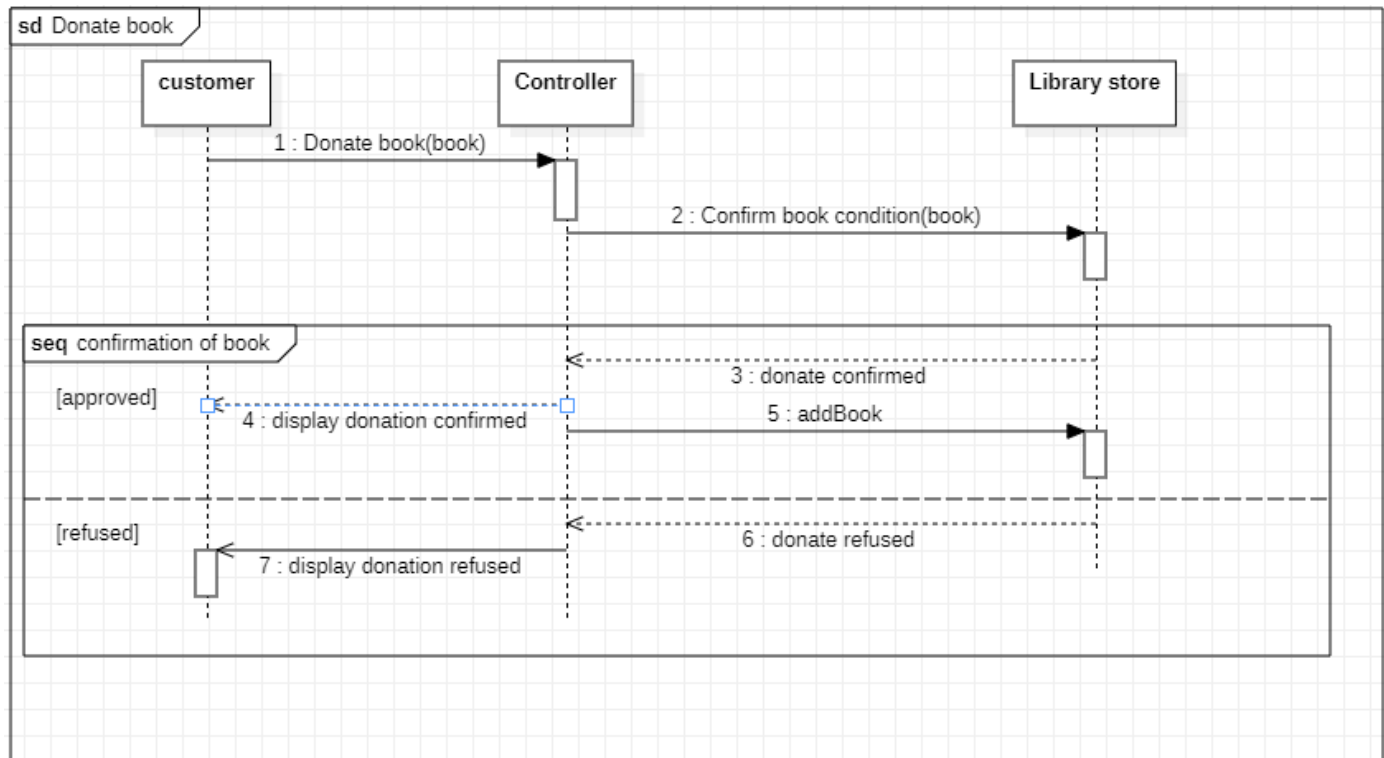 sd Donate book
customer
Controller
Library store
1 : Donate book(book)
2 : Confirm book condition(book)
seq confirmation of book
3 : donate confirmed
[approved]
4 : display donation confirmed
5 : addBook
[refused]
6 : donate refused
7 : display donation refused